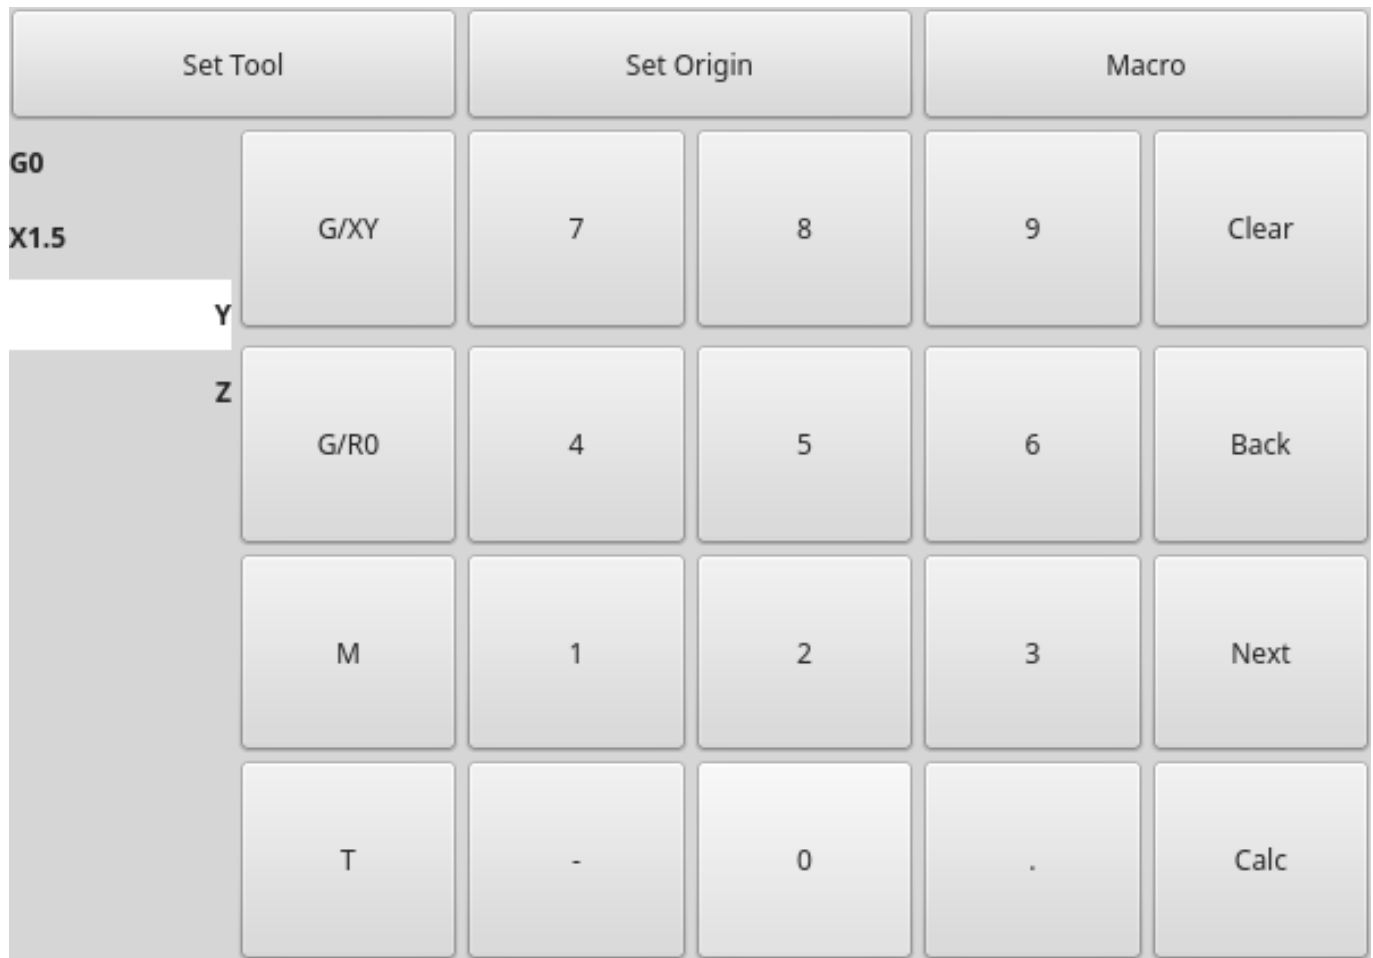 Set Tool Set Origin Macro
G0
X1.5
Y
Z
G/XY 7 8 9 Clear
G/R0 4 5 6 Back
M 1 2 3 Next
T - 0 . Calc